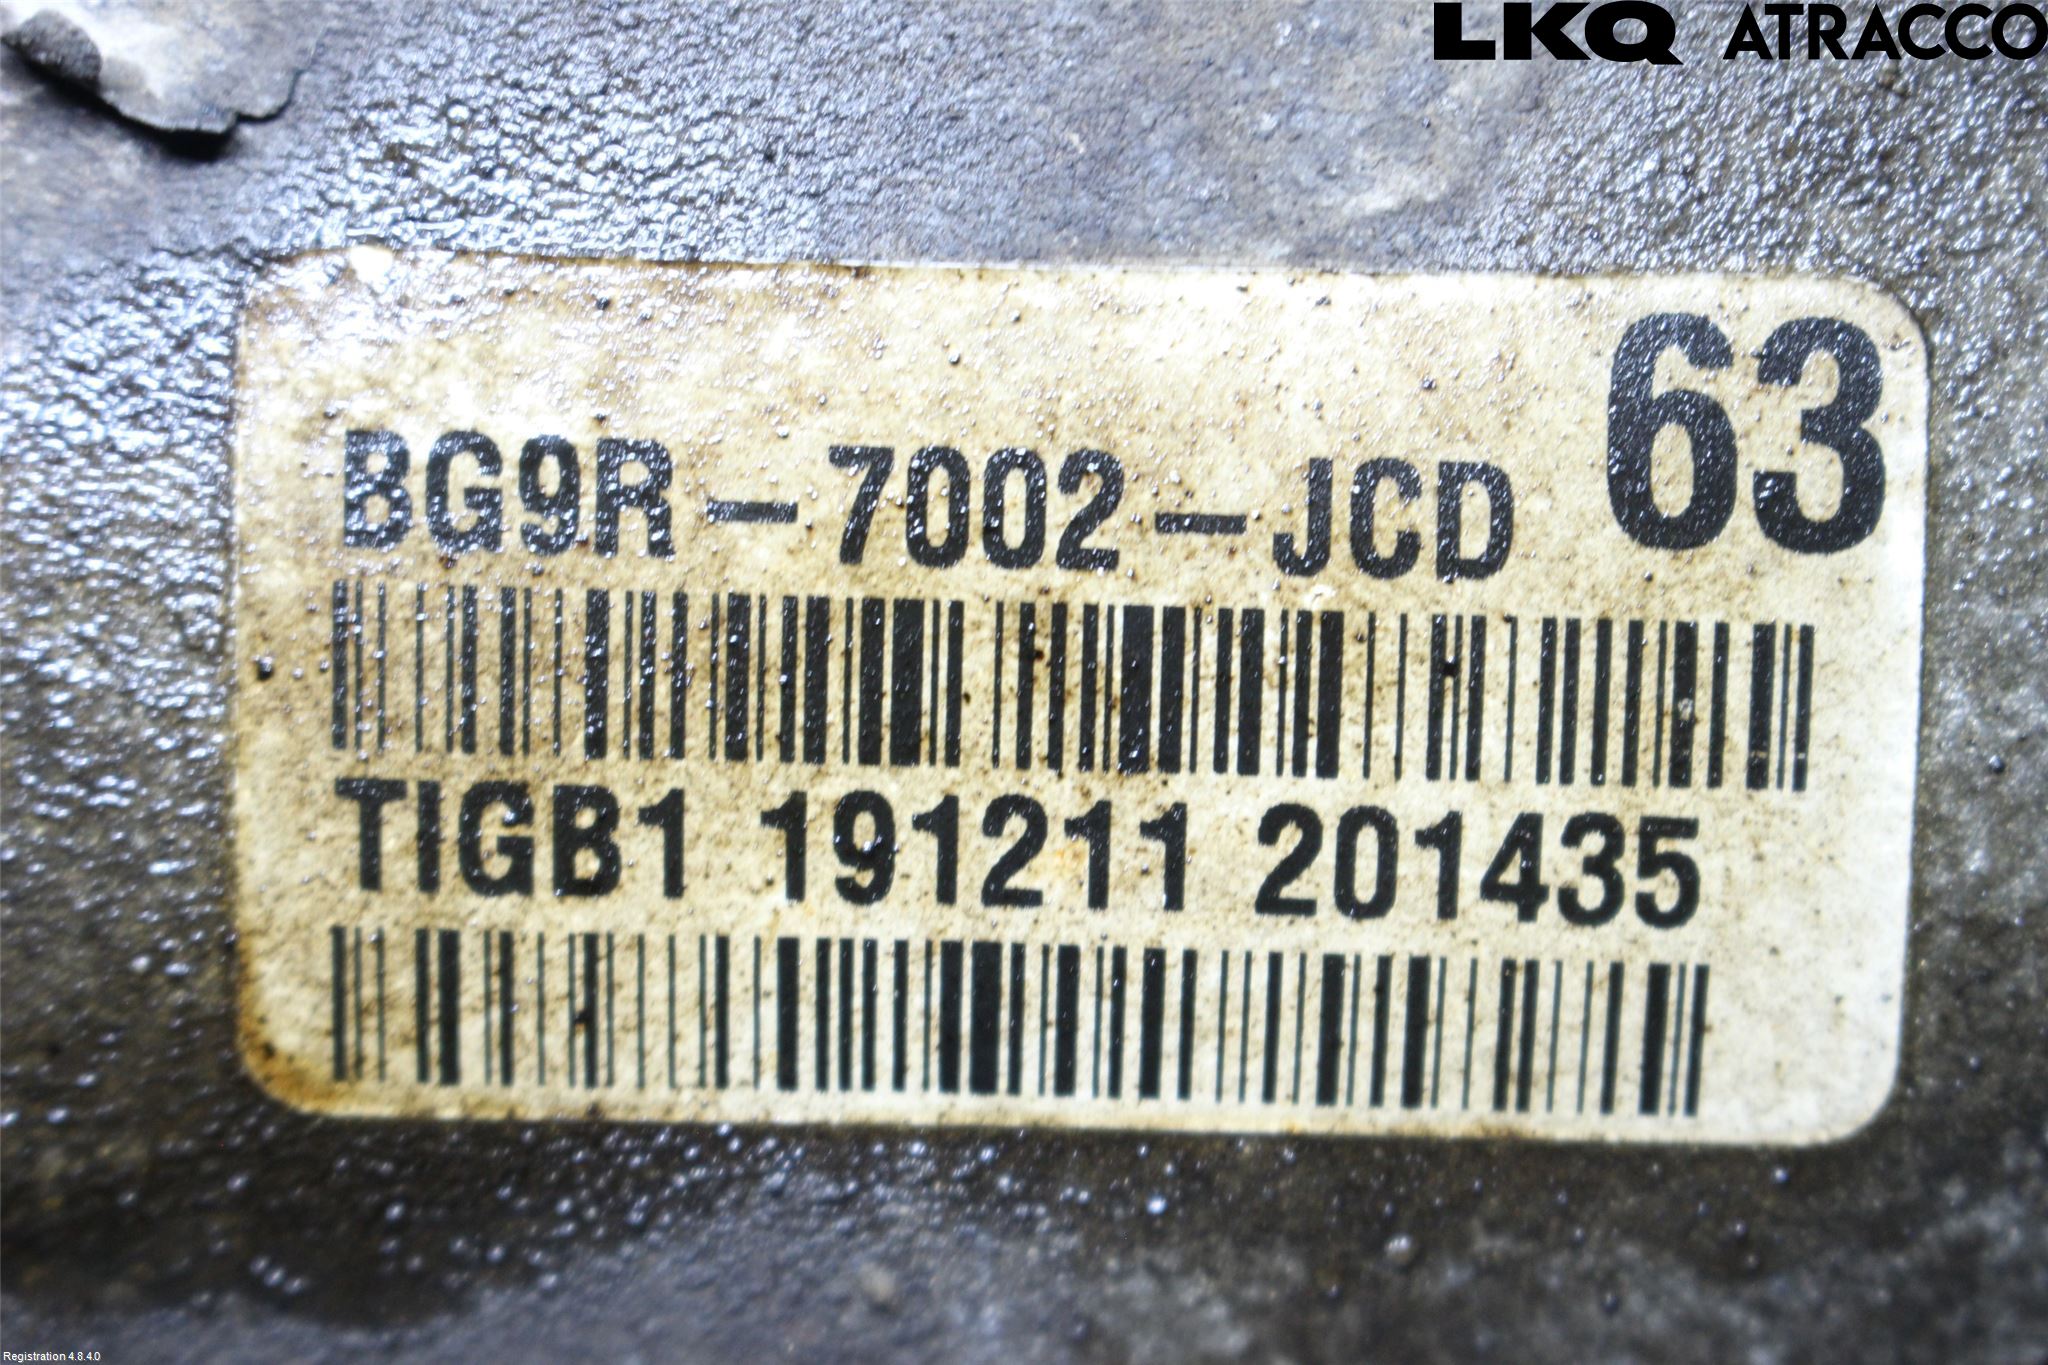 LKQ ATRACCO
63
BG9R-7002-JCD
TIGB1 191211 201435
Registration 4.8.4.0